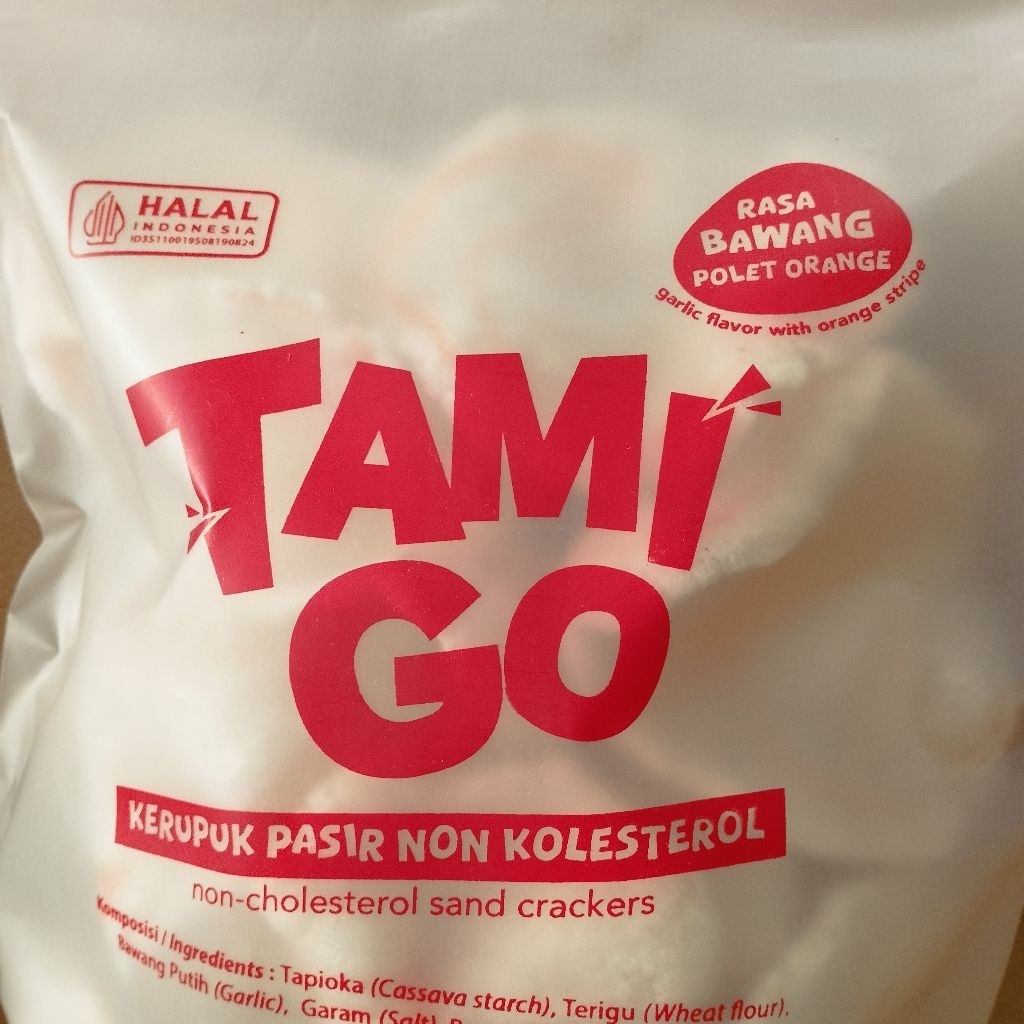 HALAL
INDONESIA
ID35110019508190824
RASA
BAWANG
POLET ORANGE
garlic flavor with orange stripe
TAMI
GO
KERUPUK PASIR NON KOLESTEROL
non-cholesterol sand crackers
Komposisi / Ingredients : Tapioka (Cassava starch), Terigu (Wheat flour),
Bawang Putih (Garlic), Garam (Salt),